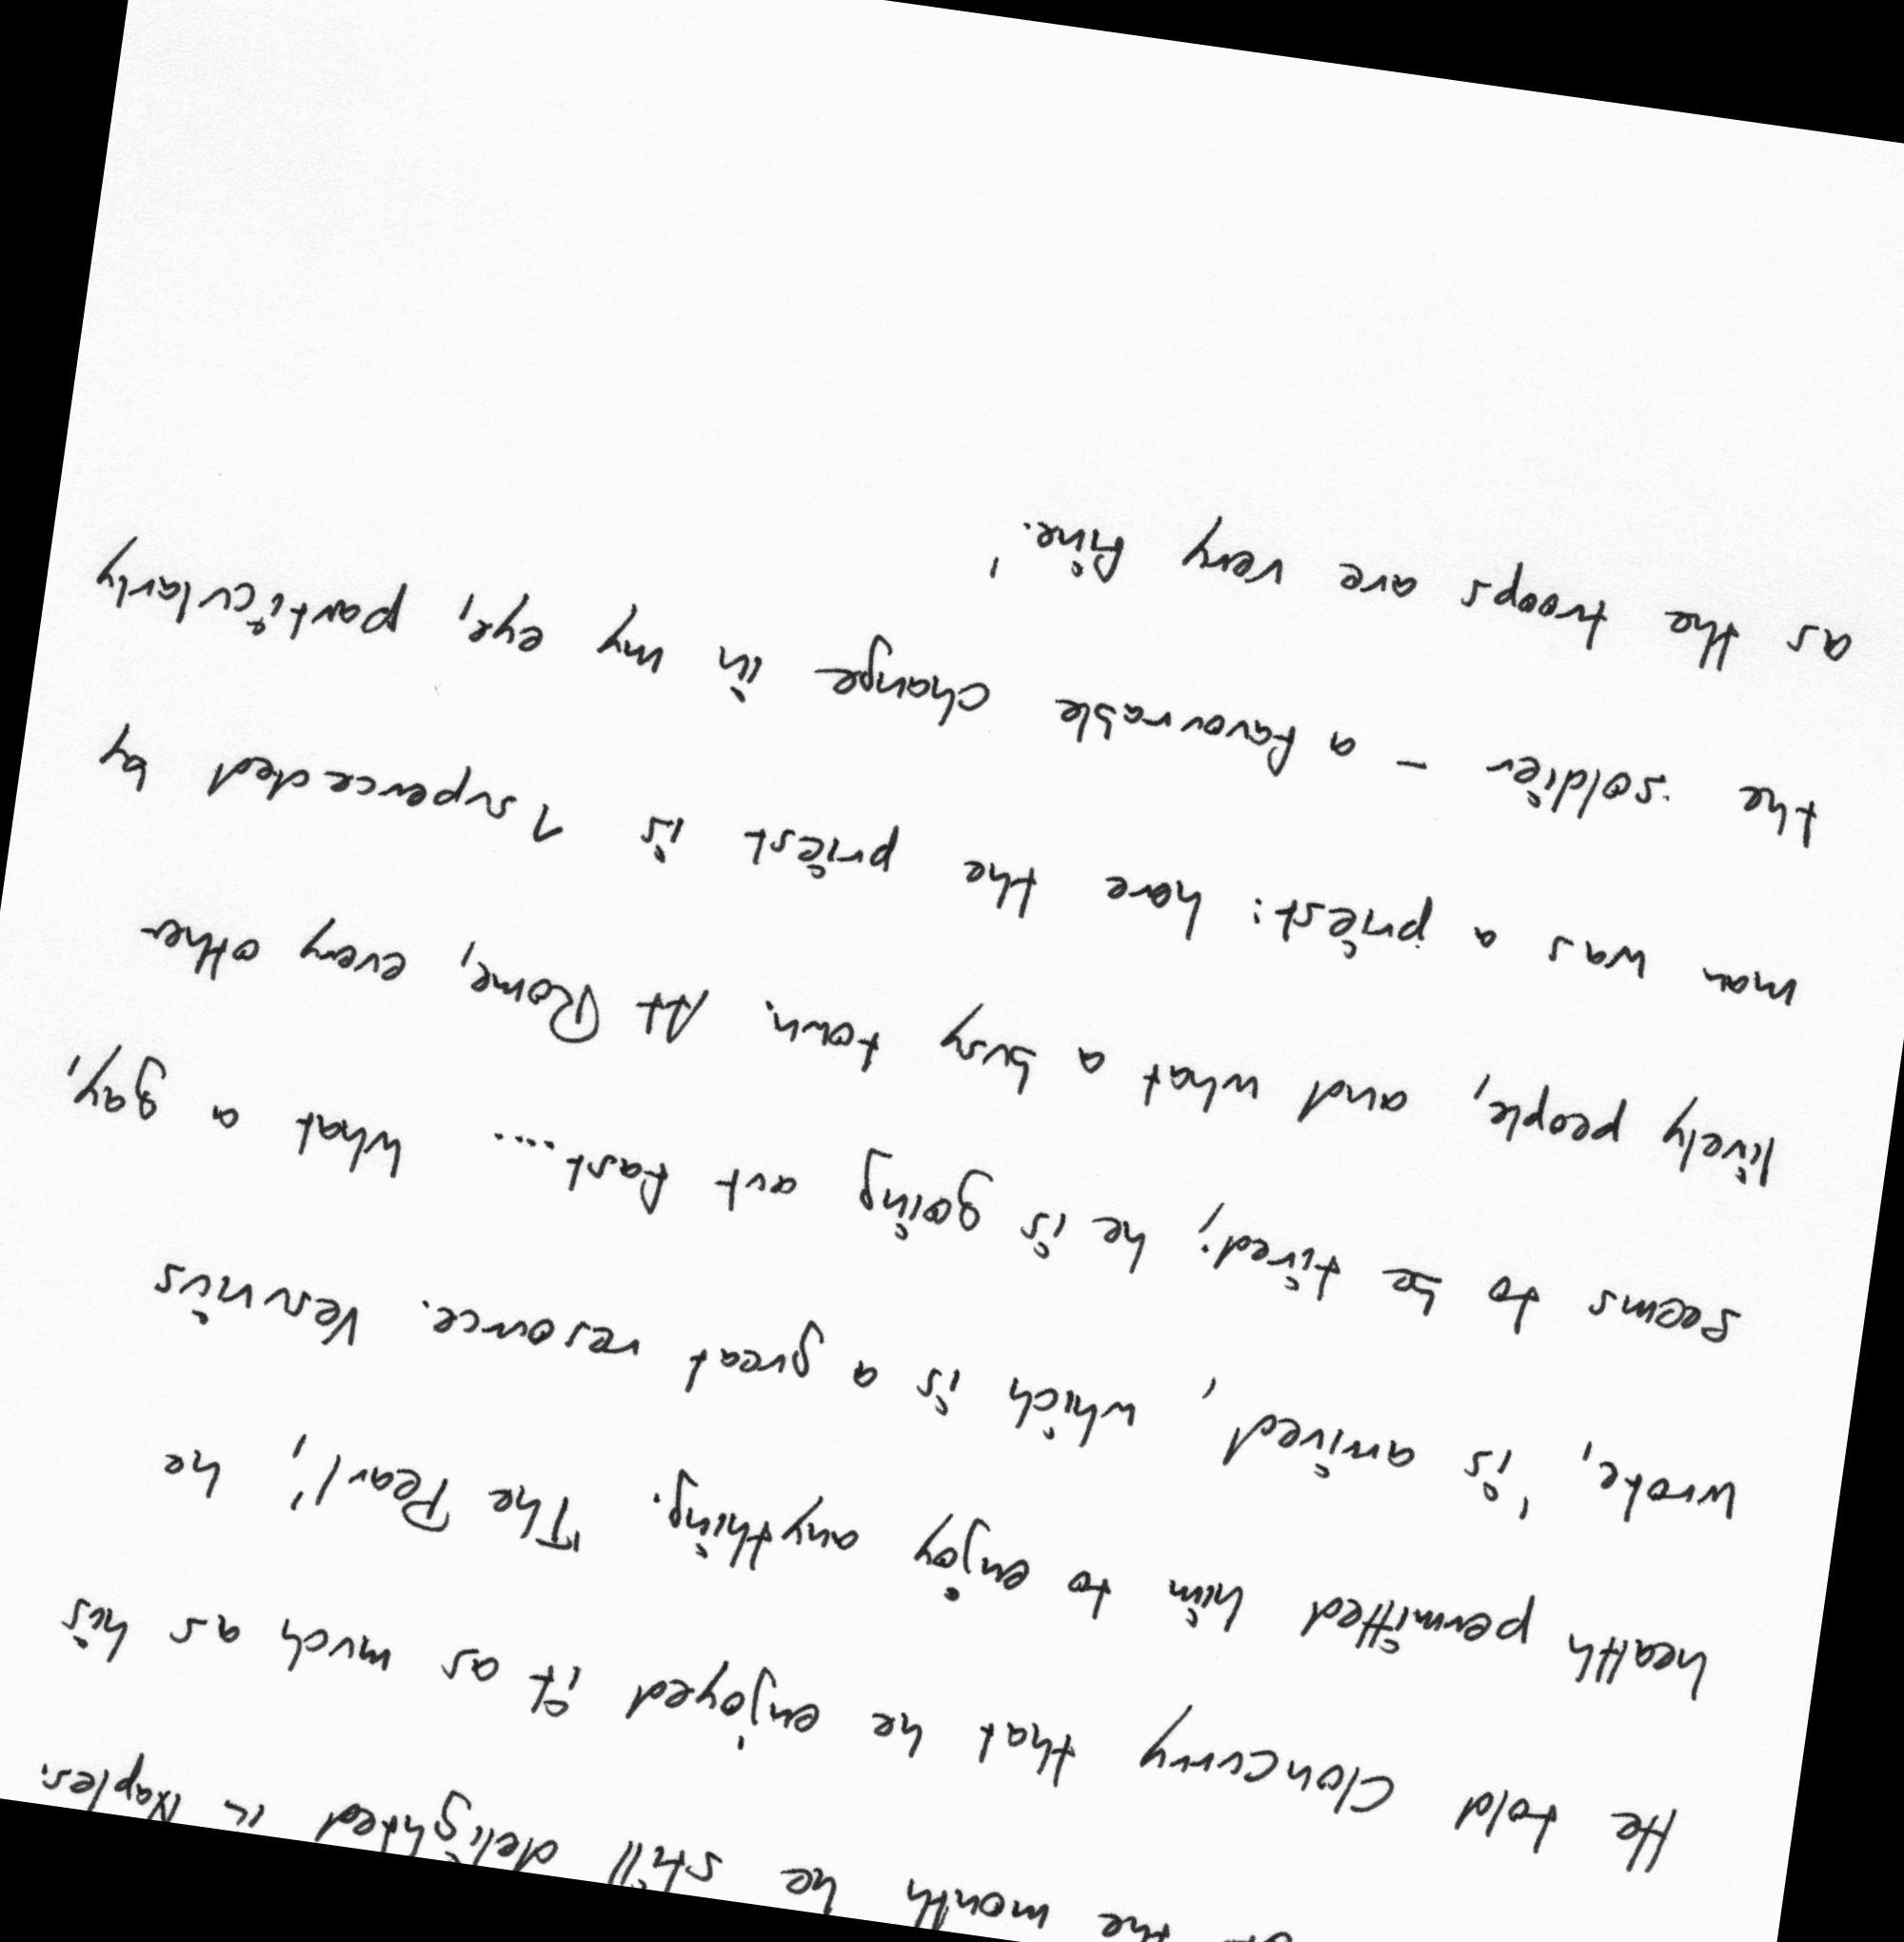 the month he still delighted in Naples.
He told Cloncurry that he enjoyed it as much as his
health permitted him to enjoy anything. 'The Pearl', he
wrote, 'is arrived, which is a great resource. Vesuvius
seems to be tired; he is going out fast.... What a gay,
lively people, and what a busy town. At Rome, every other
man was a priest: here the priest is superceded by
the soldier - a favourable change in my eye, particularly
as the troops are very fine.'